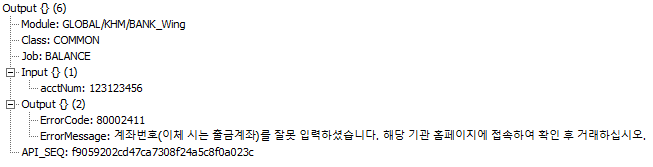 Output {} (6)
Module: GLOBAL/KHM/BANK_Wing
Class: COMMON
Job: BALANCE
Input {} (1)
acctNum: 123123456
Output {} (2)
ErrorCode: 80002411
ErrorMessage: 계좌번호(이체 시는 출금계좌)를 잘못 입력하셨습니다. 해당 기관 홈페이지에 접속하여 확인 후 거래하십시오.
API_SEQ: f9059202cd47ca7308f24a5c8f0a023c